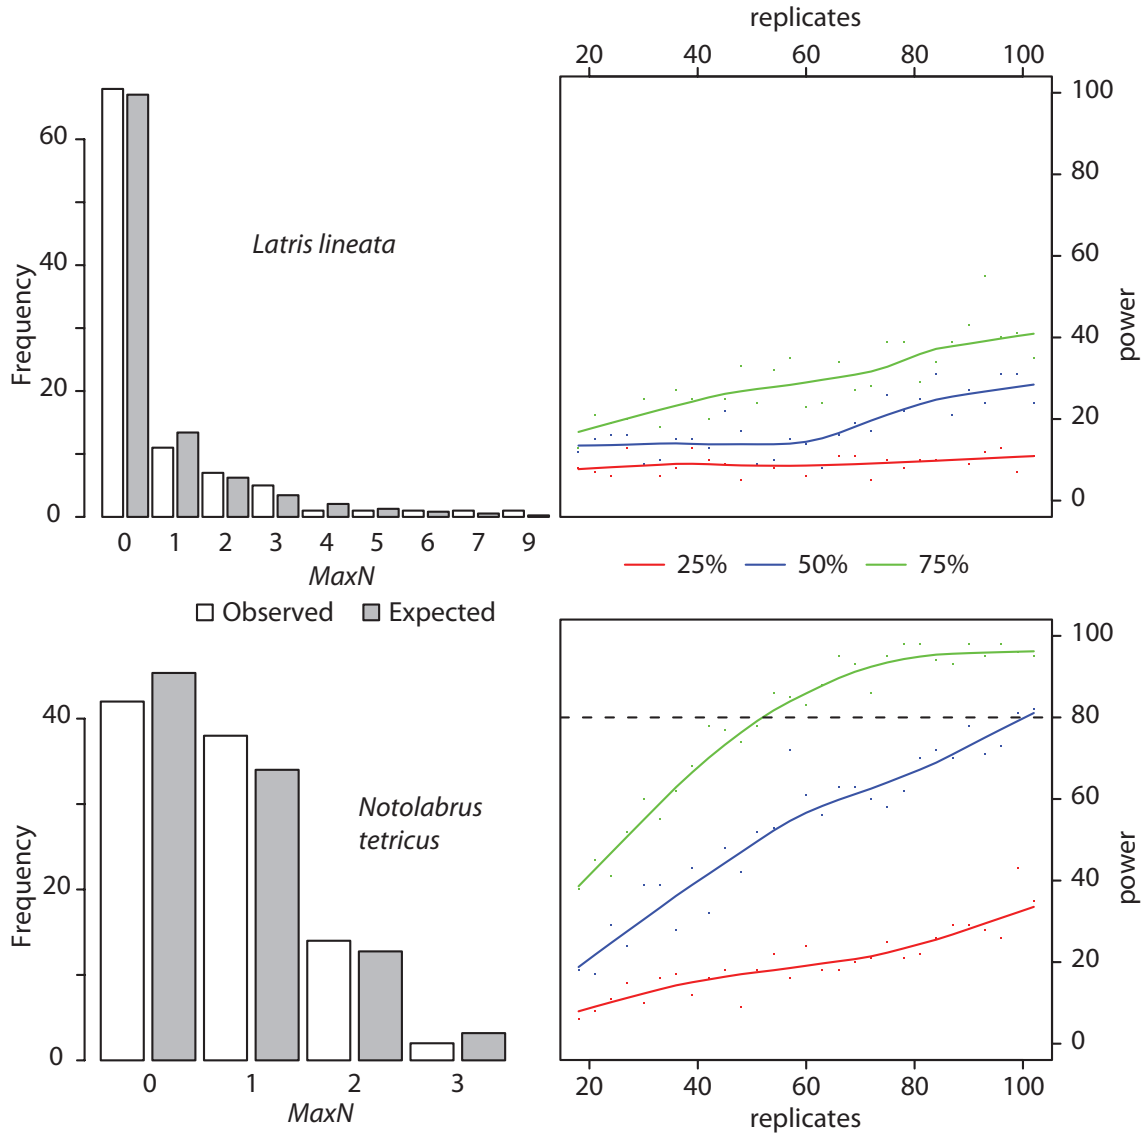 replicates
20 40 60 80 100
Frequency
60
40
20
0
Latris lineata
0 1 2 3 4 5 6 7 9
MaxN
100
80
60
40
20
0
power
25% 50% 75%
Observed Expected
Frequency
40
20
0
Notolabrus
tetricus
0 1 2 3
MaxN
100
80
60
40
20
0
power
20 40 60 80 100
replicates